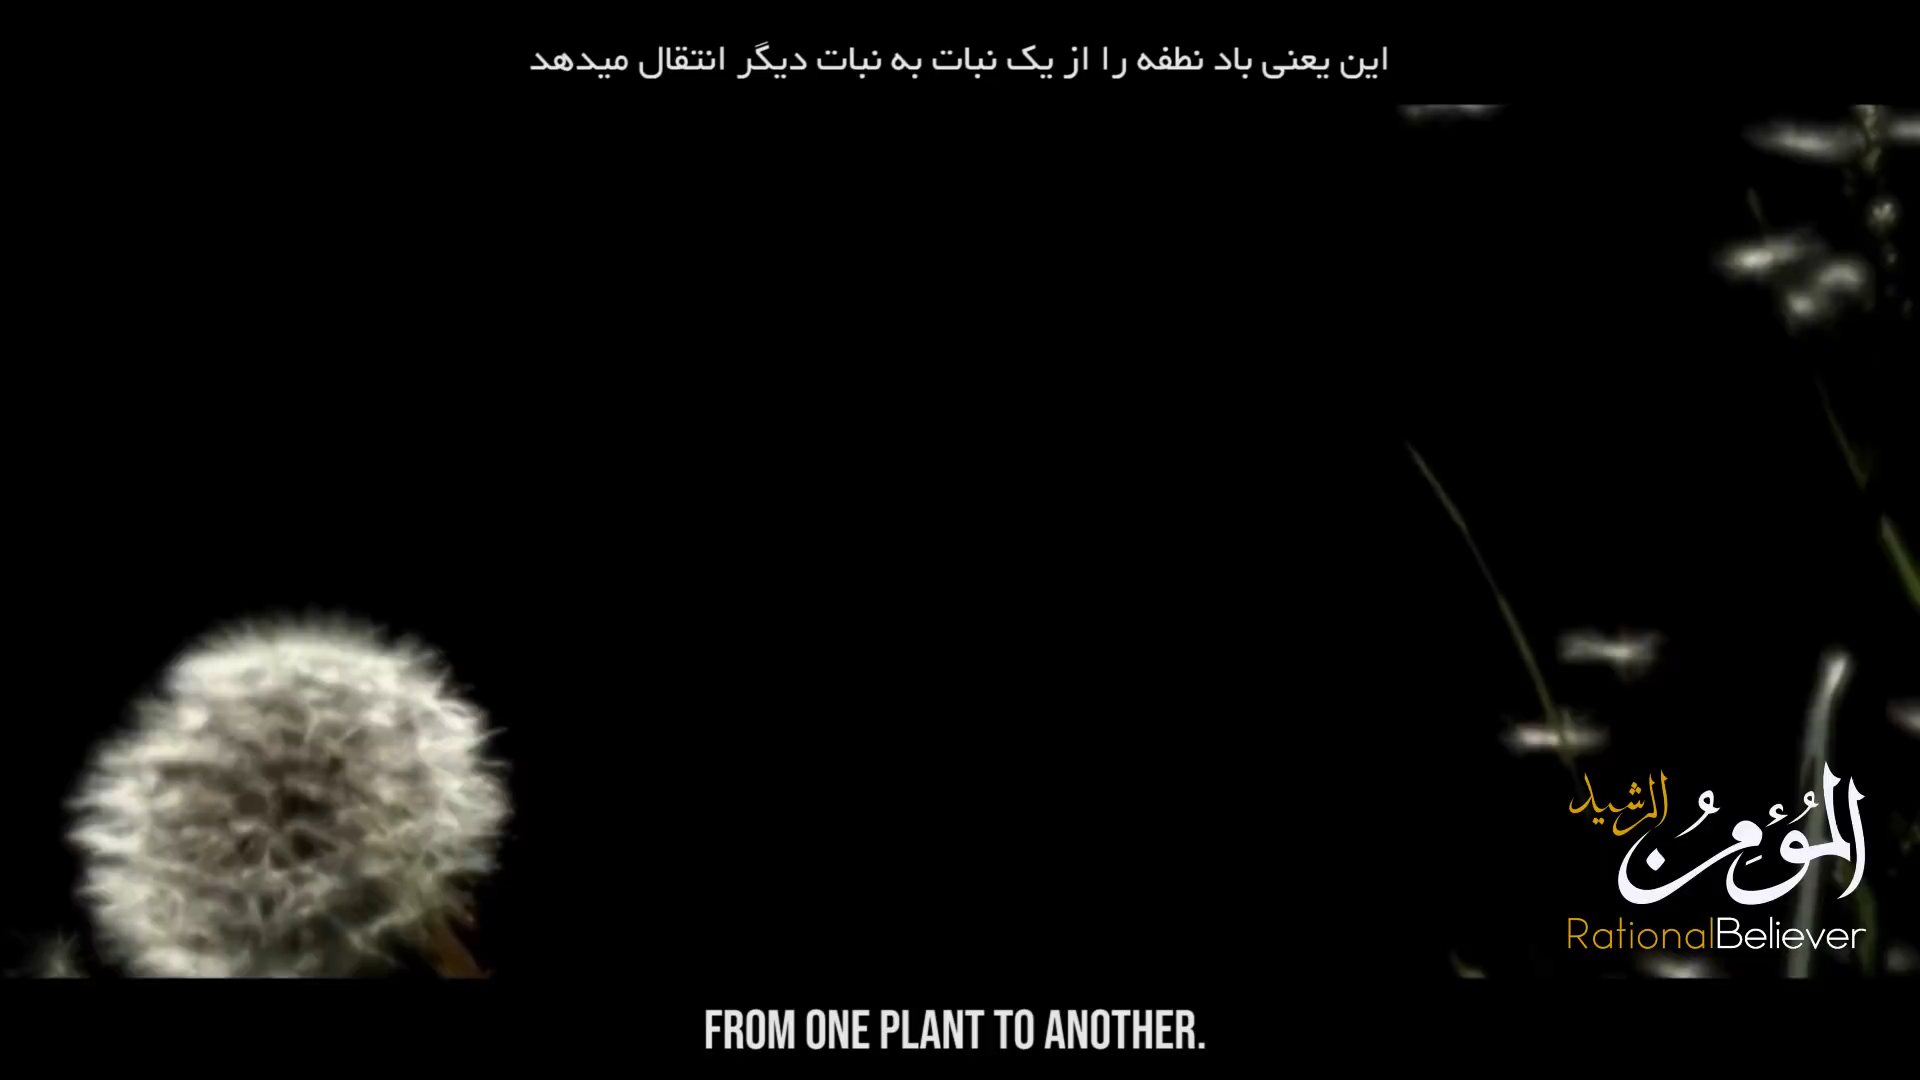 این یعنی باد نطفه را از یک نبات به نبات دیگر انتقال میدهد
المؤمن الرشيد
RationalBeliever
FROM ONE PLANT TO ANOTHER.